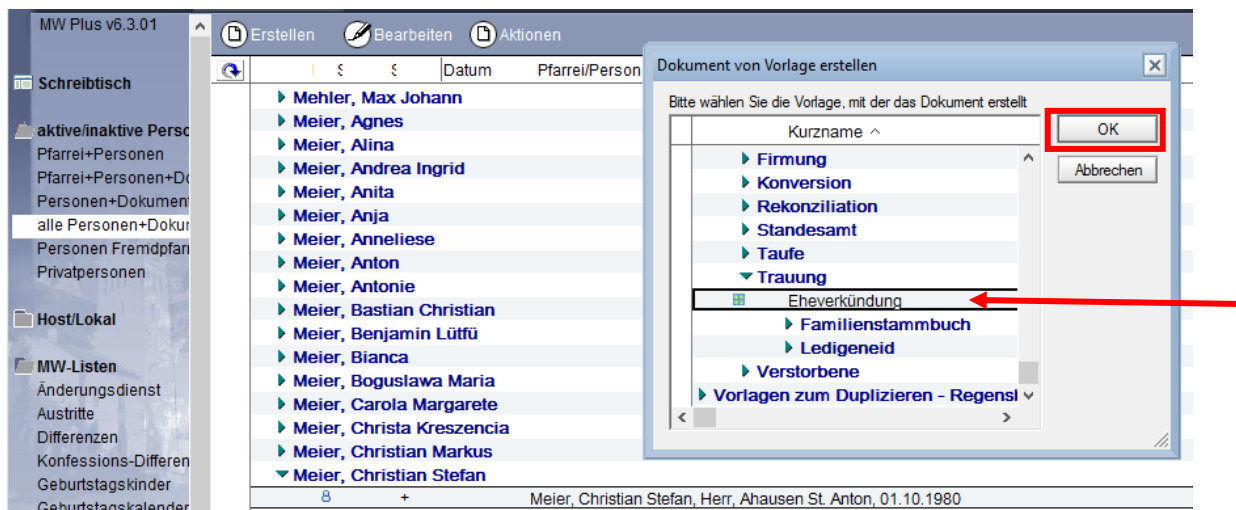 MW Plus v6.3.01
Schreibtisch
aktive/inaktive Perso
Pfarrei+Personen
Pfarrei+Personen+Do
Personen+Dokumen
alle Personen+Dokur
Personen Fremdpfarr
Privatpersonen
Host/Lokal
MW-Listen
Änderungsdienst
Austritte
Differenzen
Konfessions-Differen
Geburtstagskinder
Geburtstagskalender
Erstellen Bearbeiten Aktionen
Datum Pfarrei/Person
Mehler, Max Johann
Meier, Agnes
Meier, Alina
Meier, Andrea Ingrid
Meier, Anita
Meier, Anja
Meier, Anneliese
Meier, Anton
Meier, Antonie
Meier, Bastian Christian
Meier, Benjamin Lütfü
Meier, Bianca
Meier, Boguslawa Maria
Meier, Carola Margarete
Meier, Christa Kreszencia
Meier, Christian Markus
Meier, Christian Stefan
8 + Meier, Christian Stefan, Herr, Ahausen St. Anton, 01.10.1980
Dokument von Vorlage erstellen
Bitte wählen Sie die Vorlage, mit der das Dokument erstellt
Kurzname
Firmung
Konversion
Rekonziliation
Standesamt
Taufe
Trauung
Eheverkündung
Familienstammbuch
Ledigeneid
Verstorbene
Vorlagen zum Duplizieren - Regensl
OK
Abbrechen